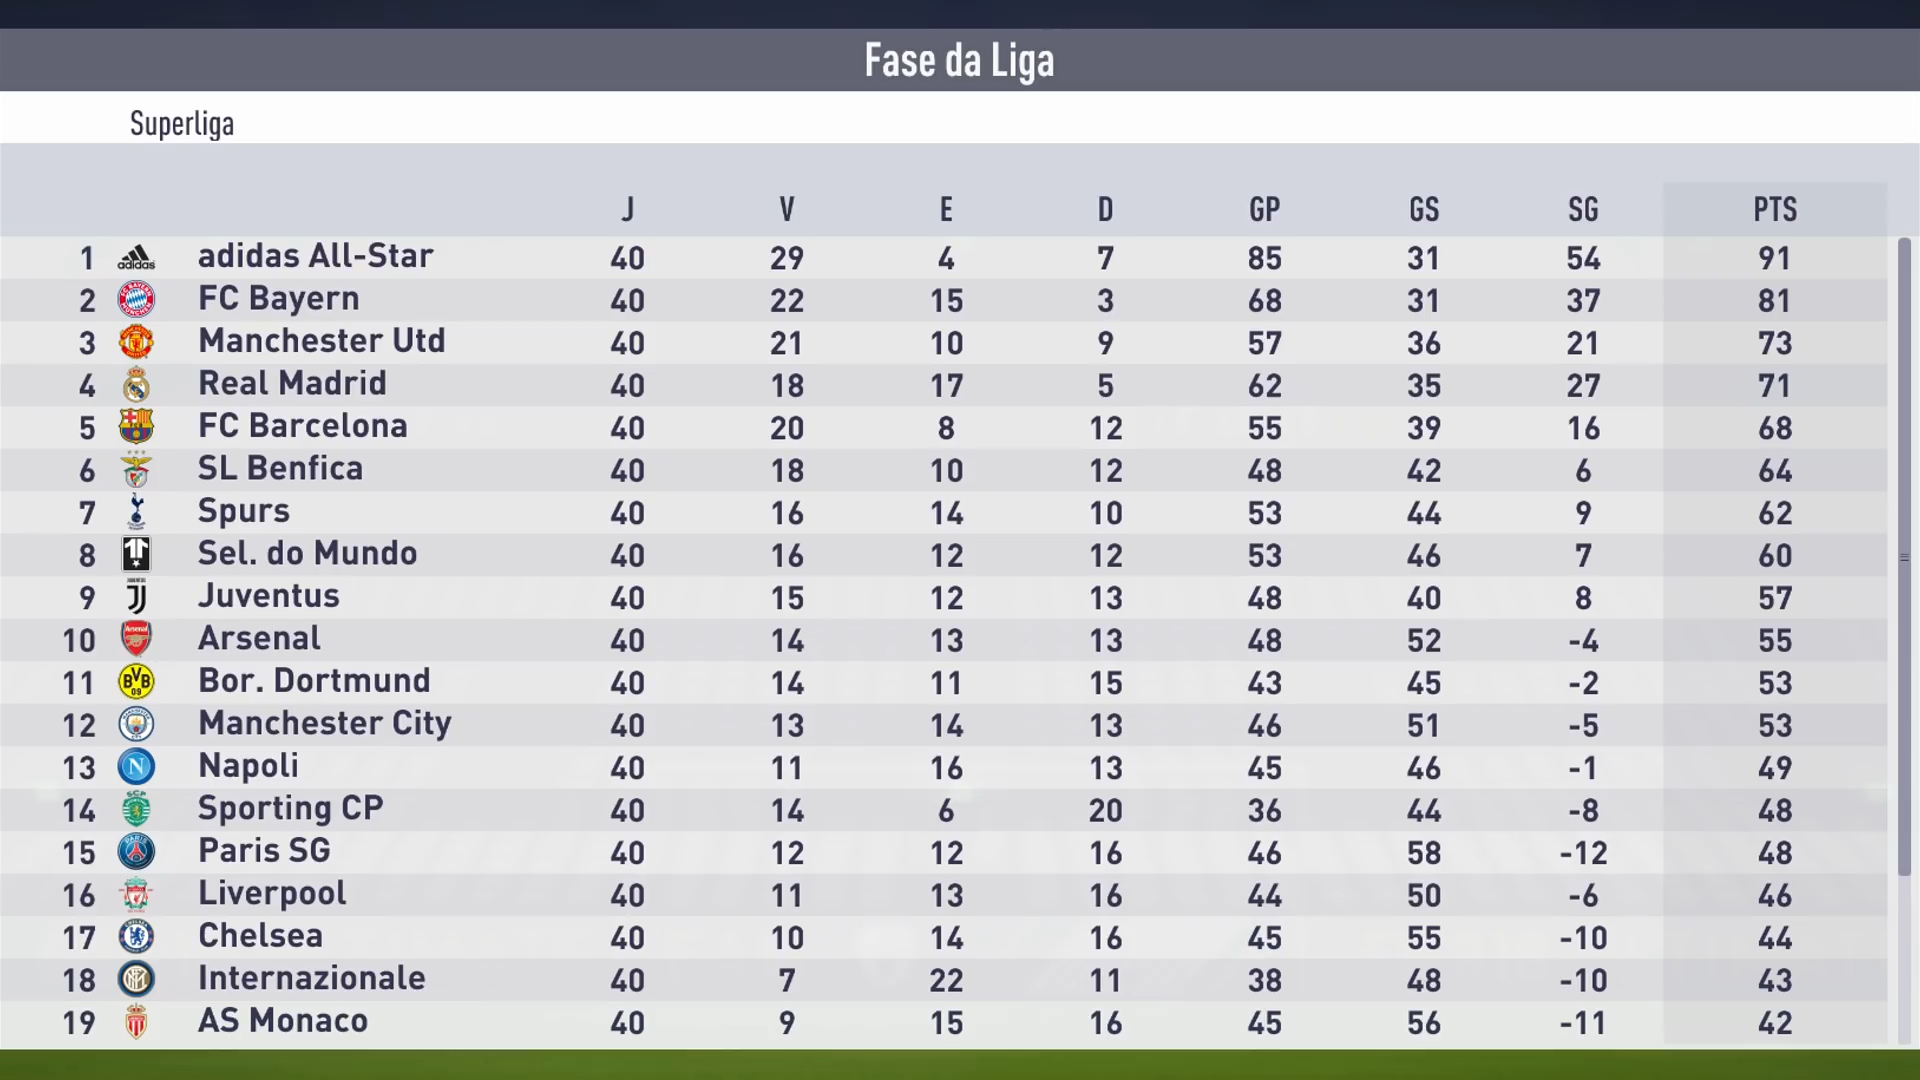 Fase da Liga
Superliga
J V E D GP GS SG PTS
1 adidas adidas All-Star 40 29 4 7 85 31 54 91
2 FC Bayern 40 22 15 3 68 31 37 81
3 Manchester Utd 40 21 10 9 57 36 21 73
4 Real Madrid 40 18 17 5 62 35 27 71
5 FC Barcelona 40 20 8 12 55 39 16 68
6 SL Benfica 40 18 10 12 48 42 6 64
7 Spurs 40 16 14 10 53 44 9 62
8 Sel. do Mundo 40 16 12 12 53 46 7 60
9 Juventus 40 15 12 13 48 40 8 57
10 Arsenal Arsenal 40 14 13 13 48 52 -4 55
11 BVB 09 Bor. Dortmund 40 14 11 15 43 45 -2 53
12 Manchester City 40 13 14 13 46 51 -5 53
13 N Napoli 40 11 16 13 45 46 -1 49
14 SCP Sporting CP 40 14 6 20 36 44 -8 48
15 PARIS Paris SG 40 12 12 16 46 58 -12 48
16 Liverpool 40 11 13 16 44 50 -6 46
17 Chelsea 40 10 14 16 45 55 -10 44
18 Internazionale 40 7 22 11 38 48 -10 43
19 AS Monaco 40 9 15 16 45 56 -11 42